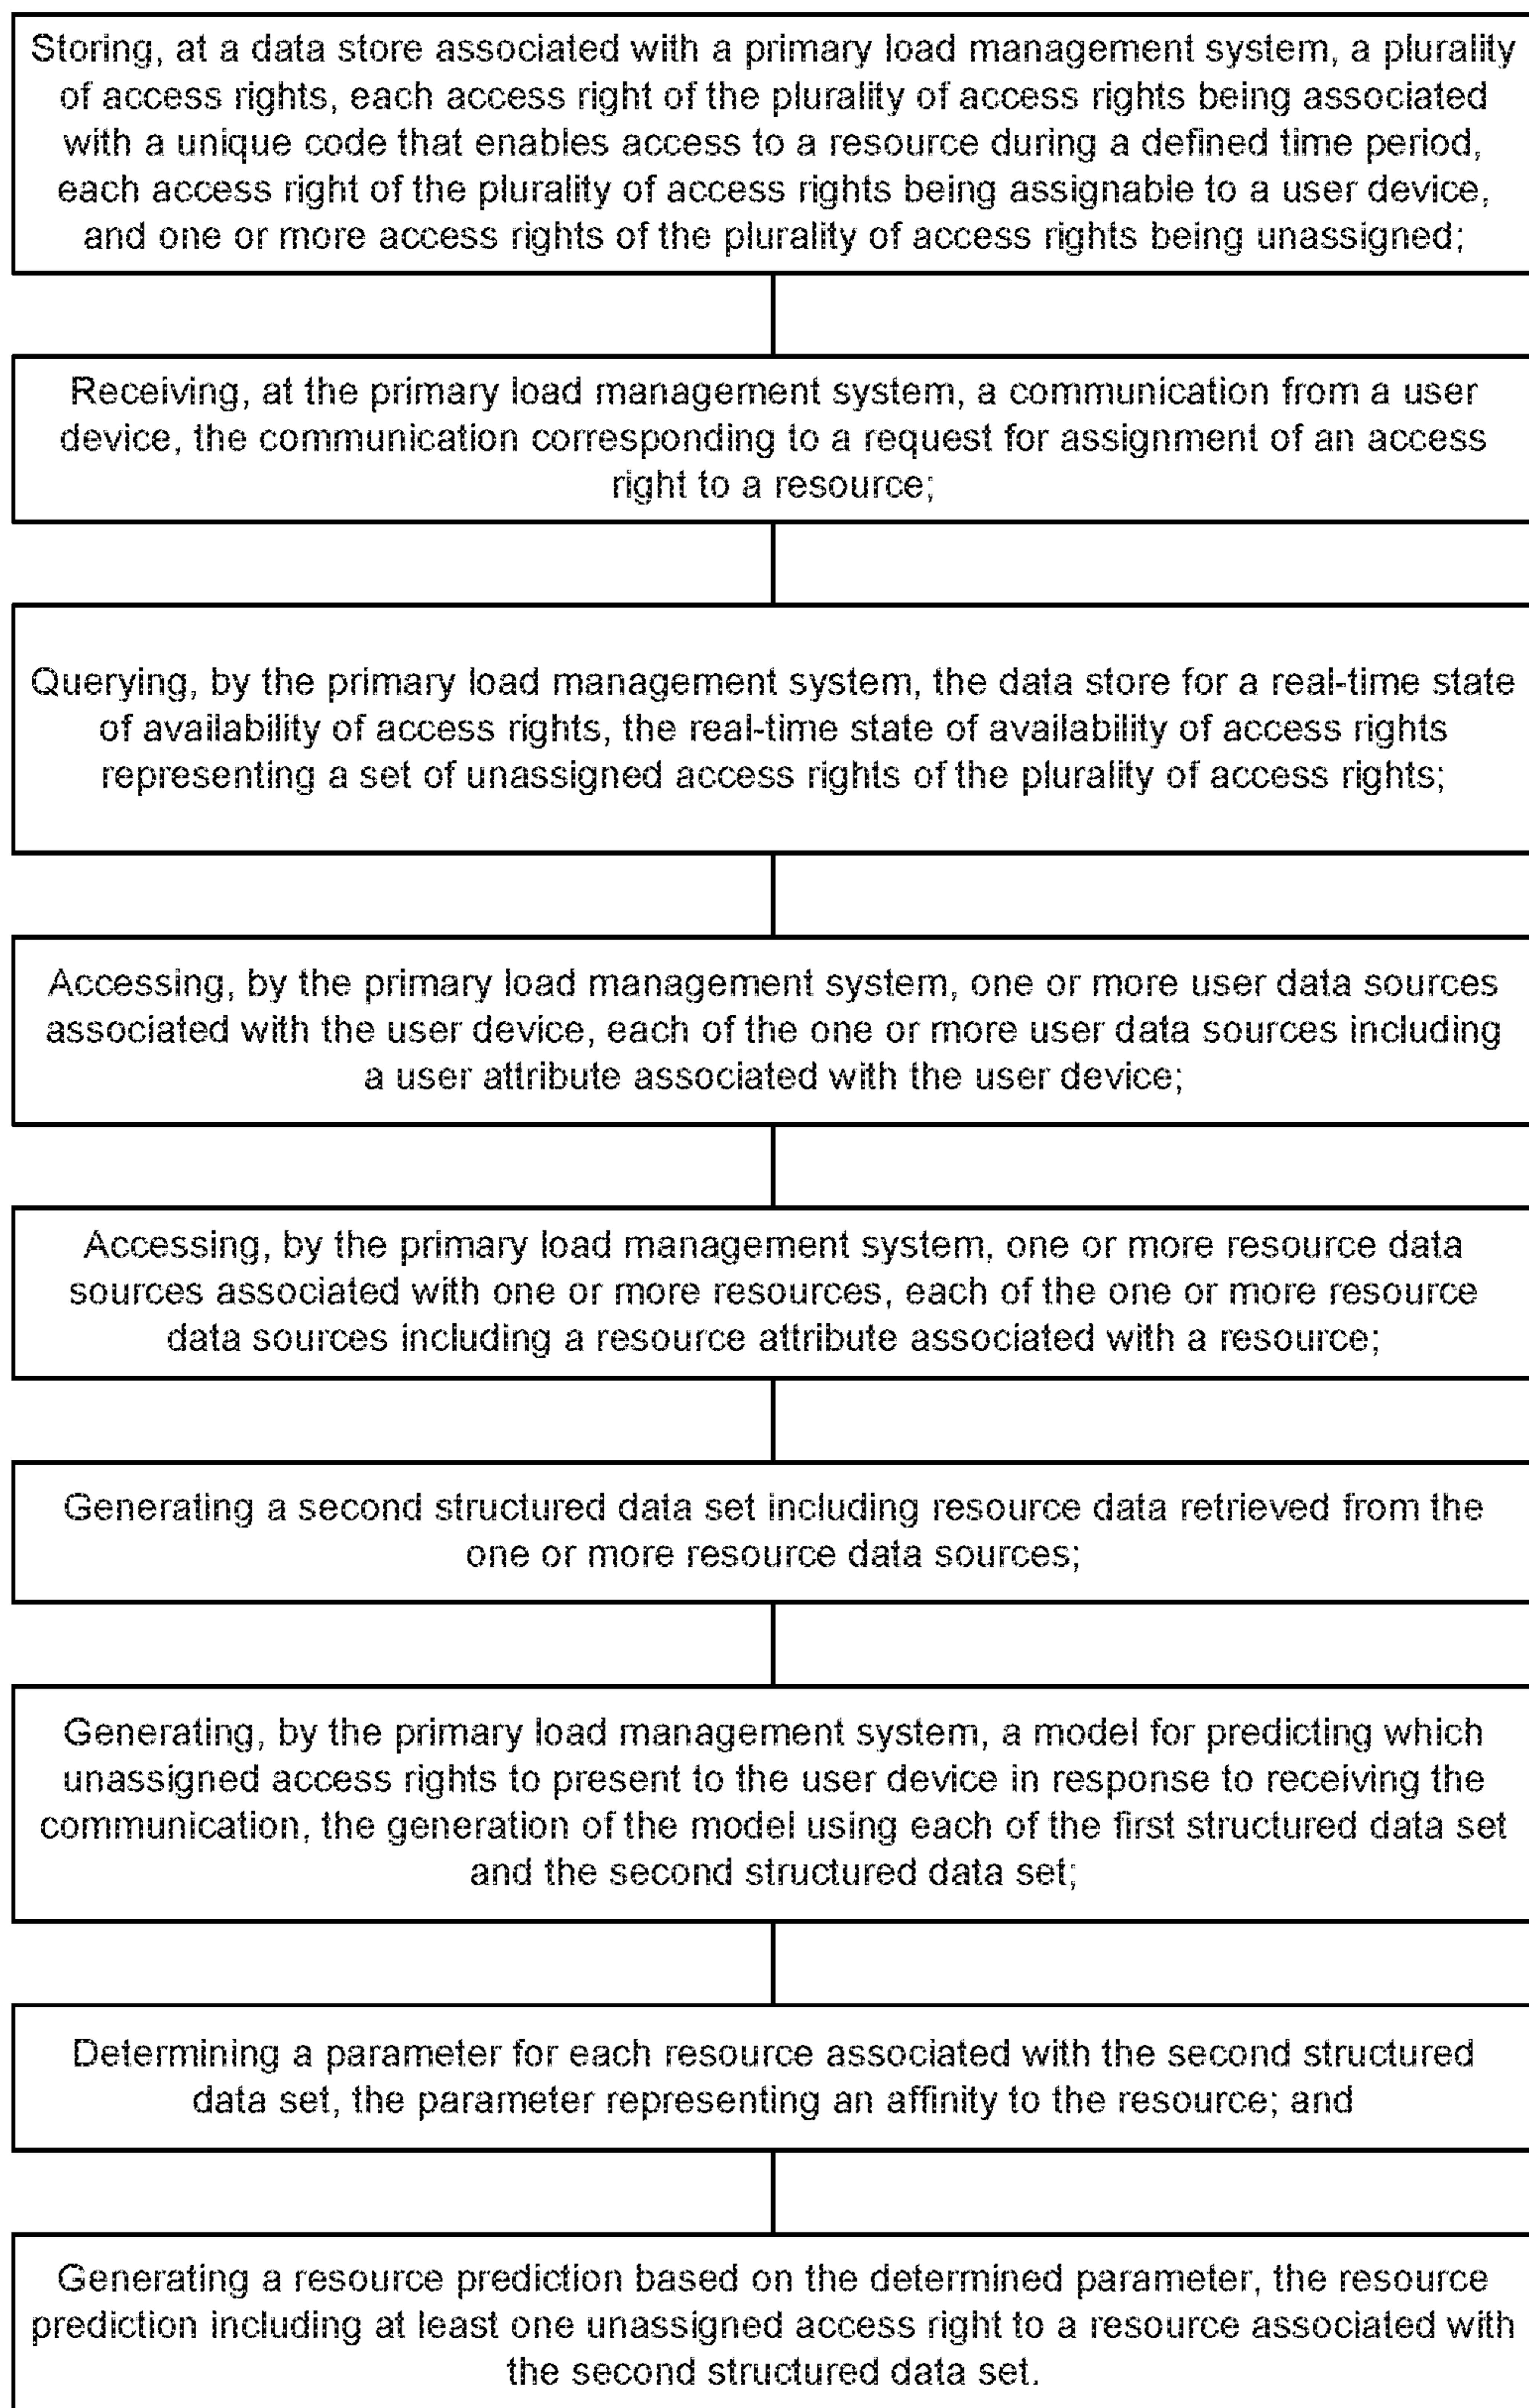 Storing, at a data store associated with a primary load management system, a plurality
of access rights, each access right of the plurality of access rights being associated
with a unique code that enables access to a resource during a defined time period,
each access right of the plurality of access rights being assignable to a user device,
and one or more access rights of the plurality of access rights being unassigned;
Receiving, at the primary load management system, a communication from a user
device, the communication corresponding to a request for assignment of an access
right to a resource;
Querying, by the primary load management system, the data store for a real-time state
of availability of access rights, the real-time state of availability of access rights
representing a set of unassigned access rights of the plurality of access rights;
Accessing, by the primary load management system, one or more user data sources
associated with the user device, each of the one or more user data sources including
a user attribute associated with the user device;
Accessing, by the primary load management system, one or more resource data
sources associated with one or more resources, each of the one or more resource
data sources including a resource attribute associated with a resource;
Generating a second structured data set including resource data retrieved from the
one or more resource data sources;
Generating, by the primary load management system, a model for predicting which
unassigned access rights to present to the user device in response to receiving the
communication, the generation of the model using each of the first structured data set
and the second structured data set;
Determining a parameter for each resource associated with the second structured
data set, the parameter representing an affinity to the resource; and
Generating a resource prediction based on the determined parameter, the resource
prediction including at least one unassigned access right to a resource associated with
the second structured data set.